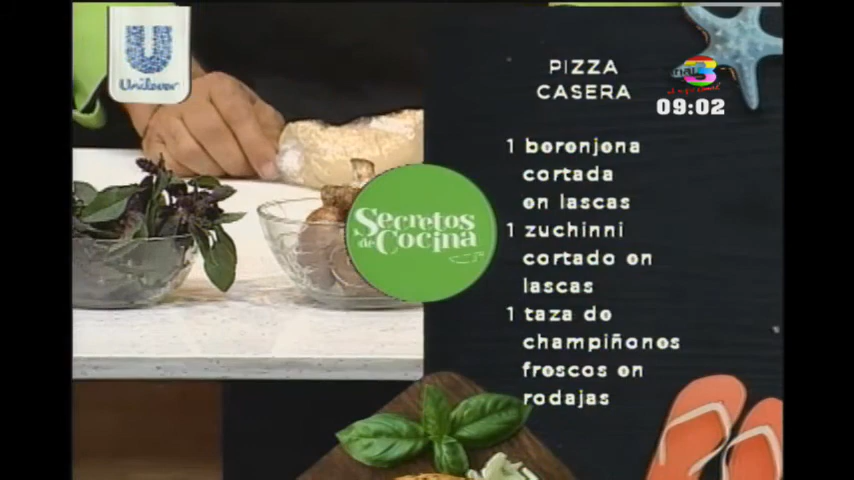 Unilever
PIZZA
CASERA
09:02
1 berenjena
cortada
en lascas
Secretos
de Cocina
1 zuchinni
cortado en
lascas
1 taza de
champiñones
frescos en
rodajas